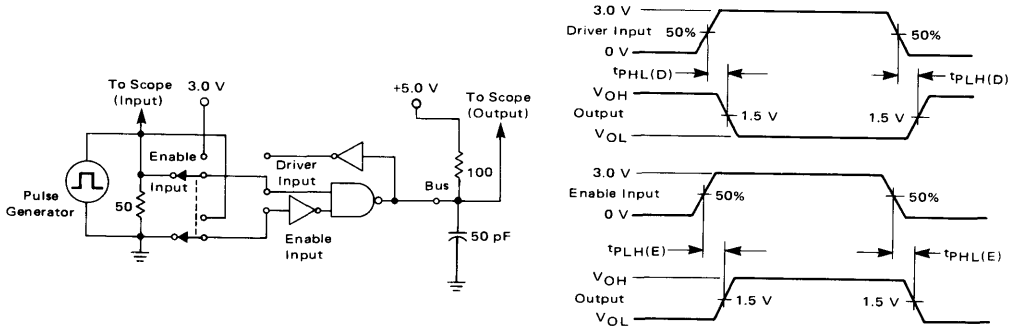 To Scope
(Input)
3.0 V
Enable
Input
Pulse
Generator
50
Driver
Input
Enable
Input
+5.0 V
To Scope
(Output)
100
Bus
50 pF
3.0 V
Driver Input
50%
50%
0 V
tPHL(D)
tPLH(D)
VOH
Output
1.5 V
1.5 V
VOL
3.0 V
Enable Input
50%
50%
0 V
tPLH(E)
tPHL(E)
VOH
Output
1.5 V
1.5 V
VOL